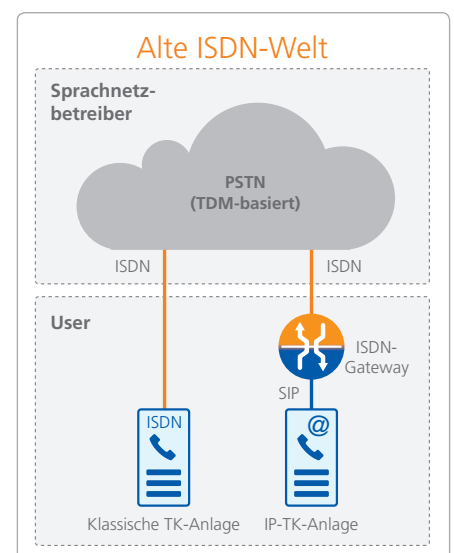 Alte ISDN-Welt
Sprachnetz-
betreiber
PSTN
(TDM-basiert)
ISDN
ISDN
User
ISDN-
Gateway
SIP
ISDN
@
Klassische TK-Anlage
IP-TK-Anlage